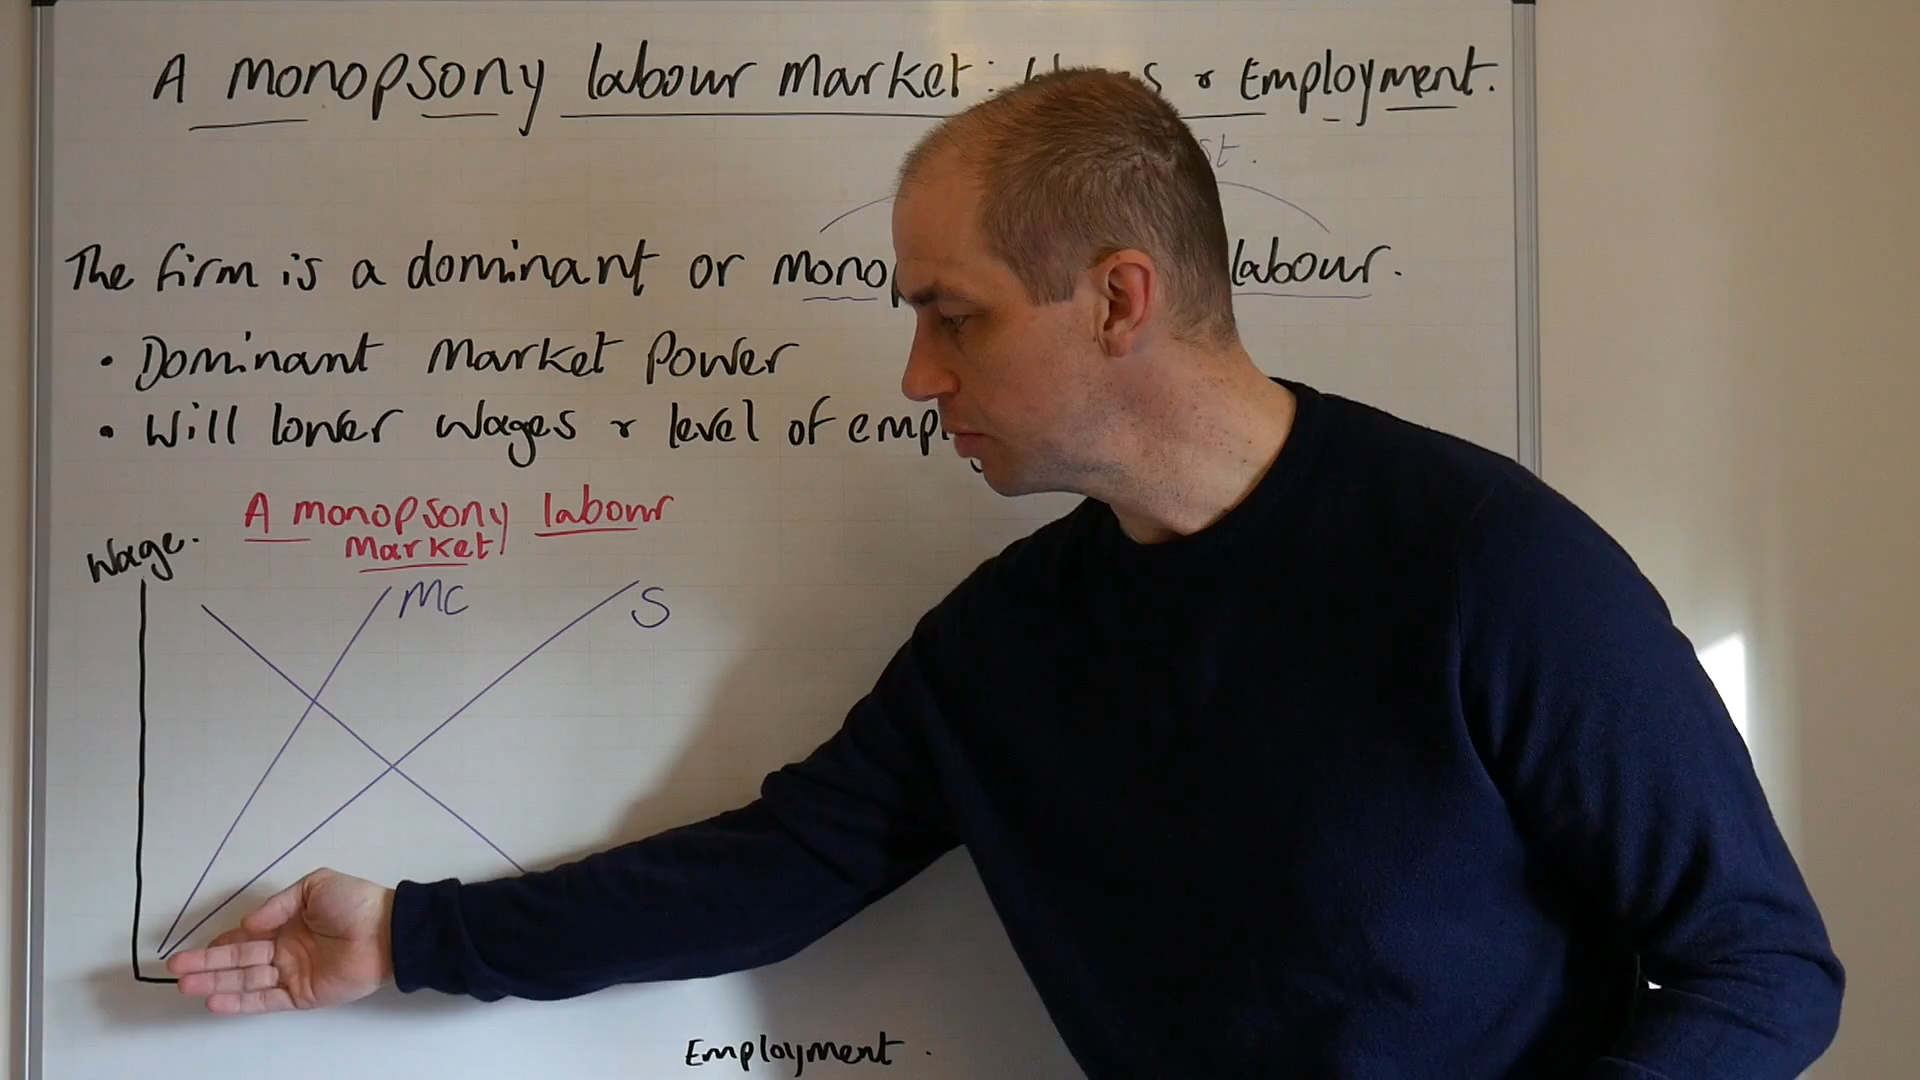 A monopsony labour market: & Employment.
The firm is a dominant or labour.
• Dominant market power
• Will lower wages & level of
A monopsony labour
market
Wage.
MC
S
Employment.